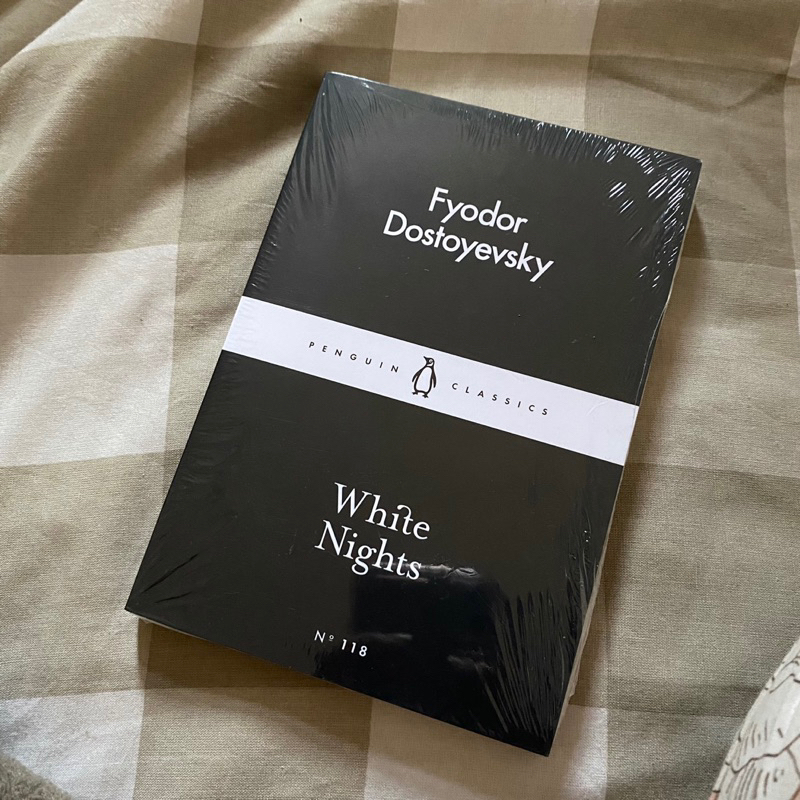 Fyodor
Dostoyevsky
PENGUIN CLASSICS
White
Nights
Nº 118